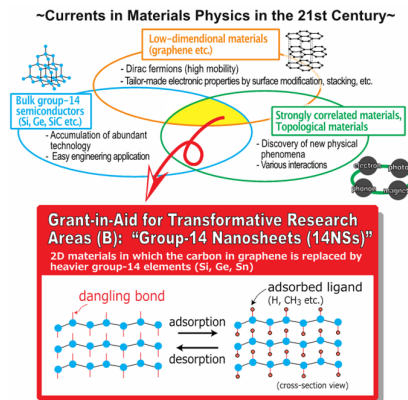 ~Currents in Materials Physics in the 21st Century~
Low-dimendional materials
(graphene etc.)
- Dirac fermions (high mobility)
- Tailor-made electronic properties by surface modification, stacking, etc.
Bulk group-14
semiconductors
(Si, Ge, SiC etc.)
- Accumulation of abundant
technology
- Easy engineering application
Strongly correlated materials,
Topological materials
- Discovery of new physical
phenomena
- Various interactions
electron
photon
phonon
magnet
Grant-in-Aid for Transformative Research
Areas (B): "Group-14 Nanosheets (14NSs)"
2D materials in which the carbon in graphene is replaced by
heavier group-14 elements (Si, Ge, Sn)
dangling bond
adsorption
desorption
adsorbed ligand
(H, CH3 etc.)
(cross-section view)